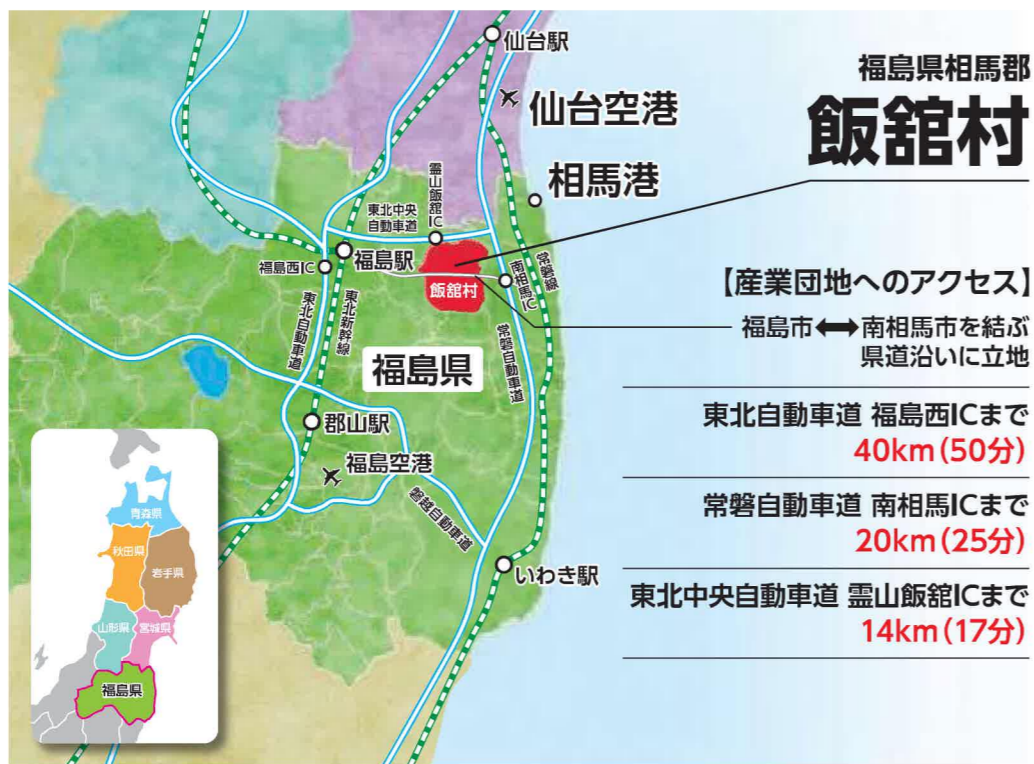 仙台駅
仙台空港
相馬港
霊山飯舘IC
東北中央
自動車道
福島駅
福島西IC
飯舘村
南相馬IC
常磐線
東北自動車道
東北新幹線
常磐自動車道
福島県
郡山駅
福島空港
磐越自動車道
いわき駅
青森県
秋田県
岩手県
山形県
宮城県
福島県
福島県相馬郡
飯舘村
【産業団地へのアクセス】
福島市⟷南相馬市を結ぶ
県道沿いに立地
東北自動車道 福島西ICまで
40km(50分)
常磐自動車道 南相馬ICまで
20km(25分)
東北中央自動車道 霊山飯舘ICまで
14km(17分)